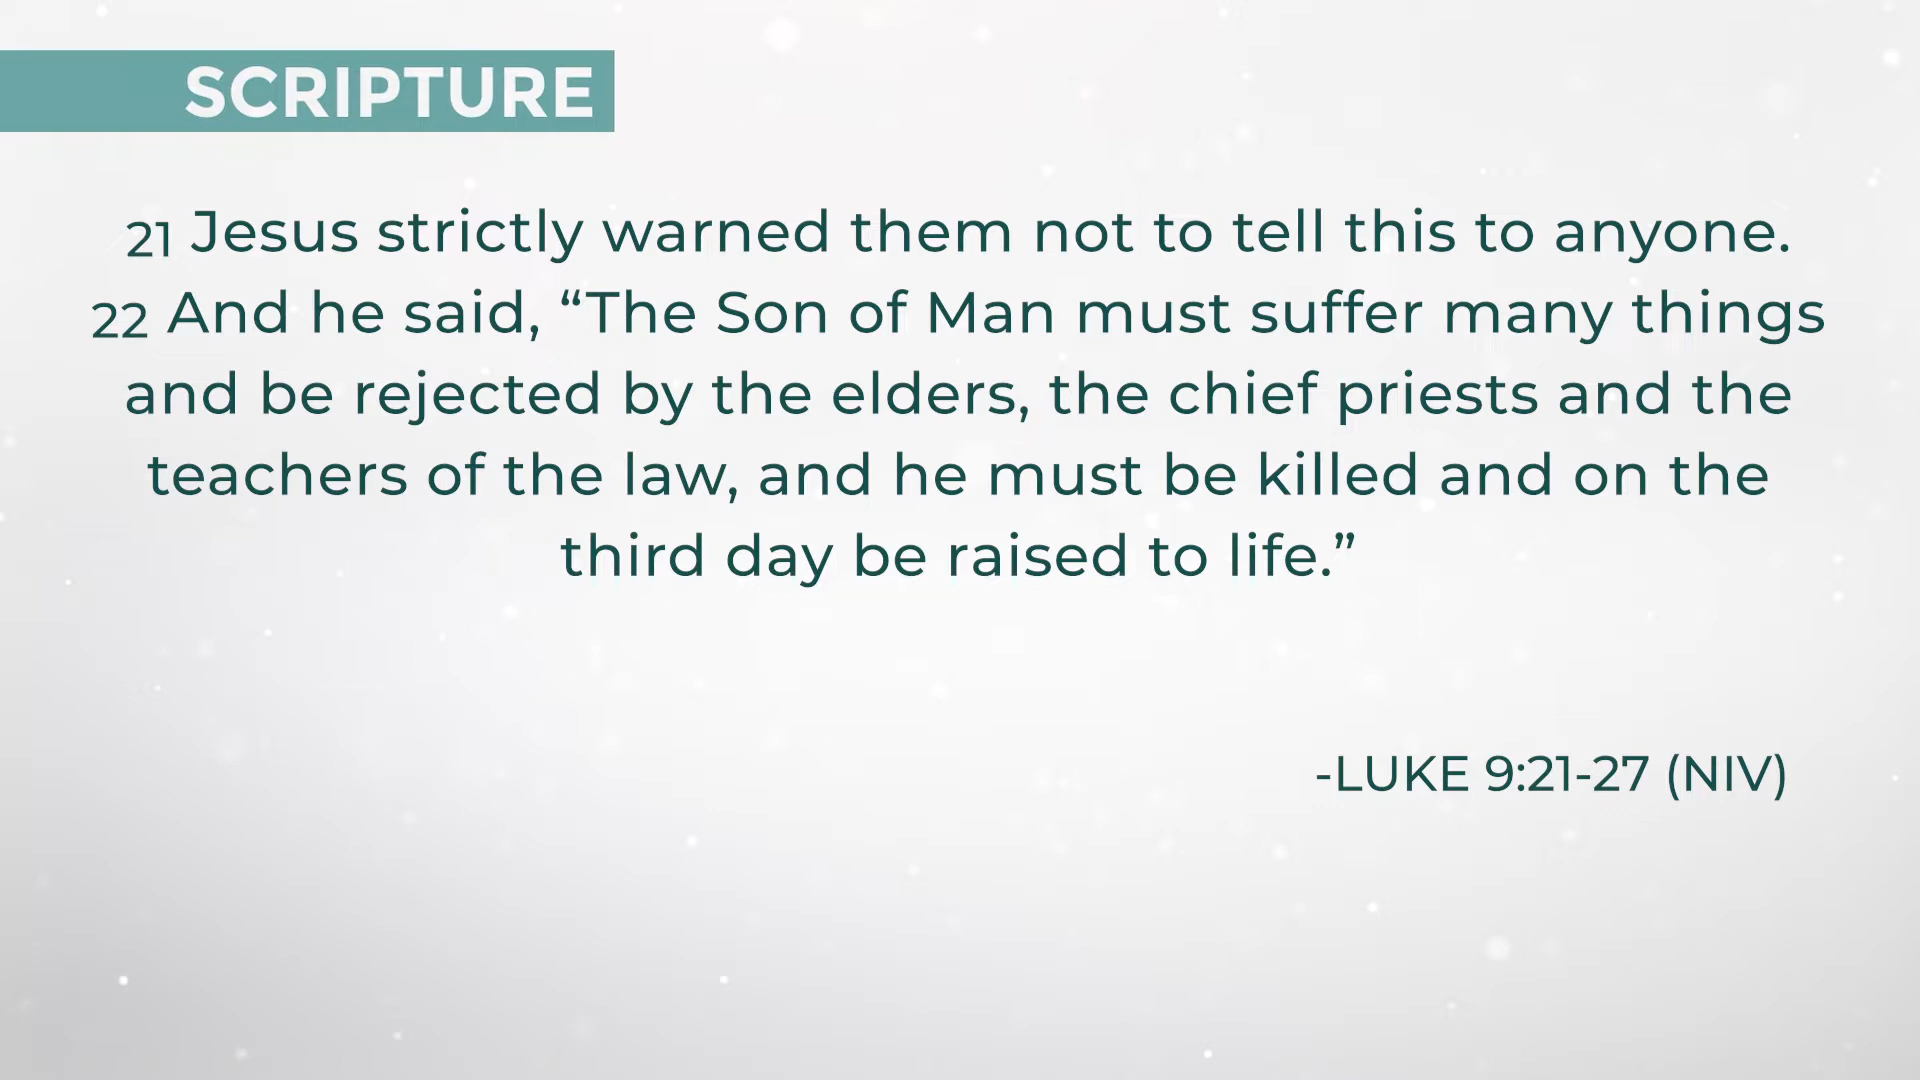 SCRIPTURE
21 Jesus strictly warned them not to tell this to anyone.
22 And he said, “The Son of Man must suffer many things
and be rejected by the elders, the chief priests and the
teachers of the law, and he must be killed and on the
third day be raised to life.”
-LUKE 9:21-27 (NIV)